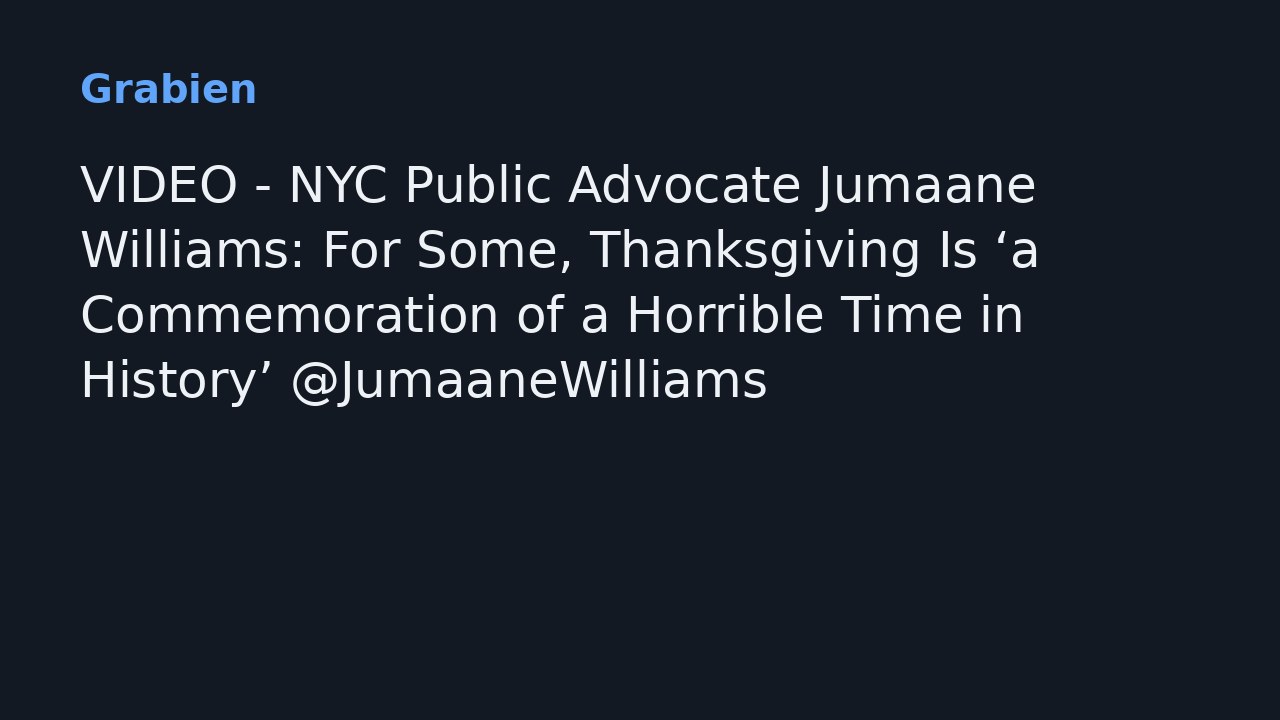 Grabien
VIDEO - NYC Public Advocate Jumaane
Williams: For Some, Thanksgiving Is ‘a
Commemoration of a Horrible Time in
History’ @JumaaneWilliams